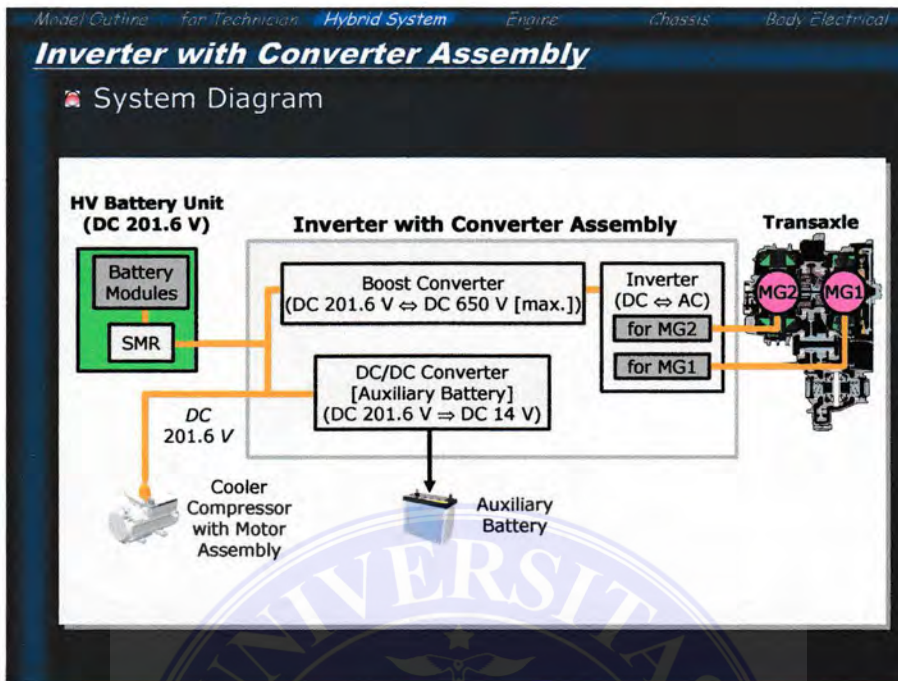 Model Outline for Technician Hybrid System Engine Chassis Body Electrical
Inverter with Converter Assembly
System Diagram
HV Battery Unit
(DC 201.6 V)
Battery
Modules
SMR
Inverter with Converter Assembly
Boost Converter
(DC 201.6 V ⇔ DC 650 V [max.])
Inverter
(DC ⇔ AC)
for MG2
for MG1
DC/DC Converter
[Auxiliary Battery]
(DC 201.6 V ⇒ DC 14 V)
Transaxle
MG2
MG1
DC
201.6 V
Cooler
Compressor
with Motor
Assembly
Auxiliary
Battery
UNIVERSITA